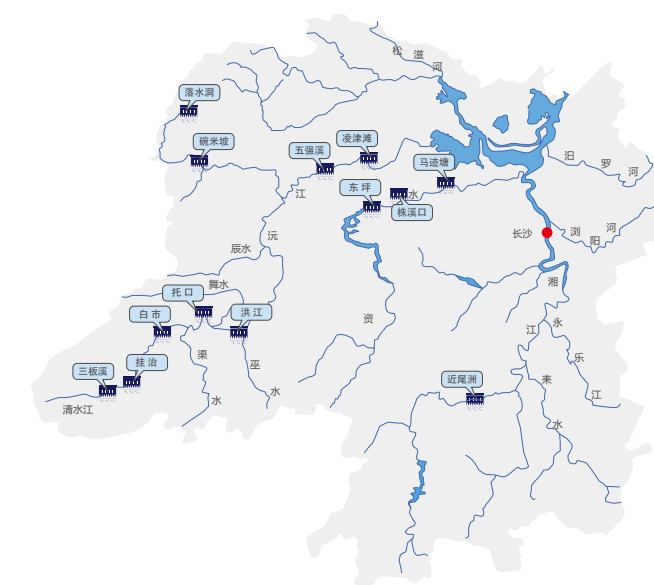 松滋河
落水洞
碗米坡
凌津滩
五强溪
马迹塘
汨罗河
江
东坪
水
株溪口
沅
长沙
浏阳河
辰水
湘
舞水
托口
白市
洪江
资
永乐江
江
渠水
巫水
三板溪
挂治
近尾洲
耒水
清水江